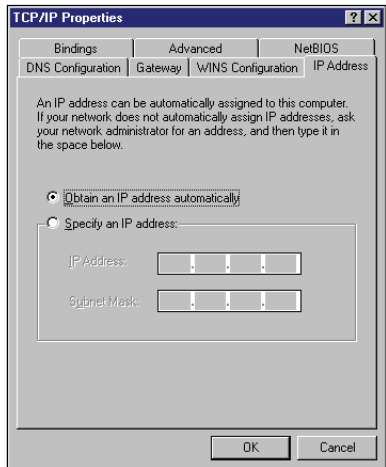 TCP/IP Properties
Bindings
Advanced
NetBIOS
DNS Configuration
Gateway
WINS Configuration
IP Address
An IP address can be automatically assigned to this computer.
If your network does not automatically assign IP addresses, ask
your network administrator for an address, and then type it in
the space below.
Obtain an IP address automatically
Specify an IP address:
IP Address:
Subnet Mask:
OK
Cancel